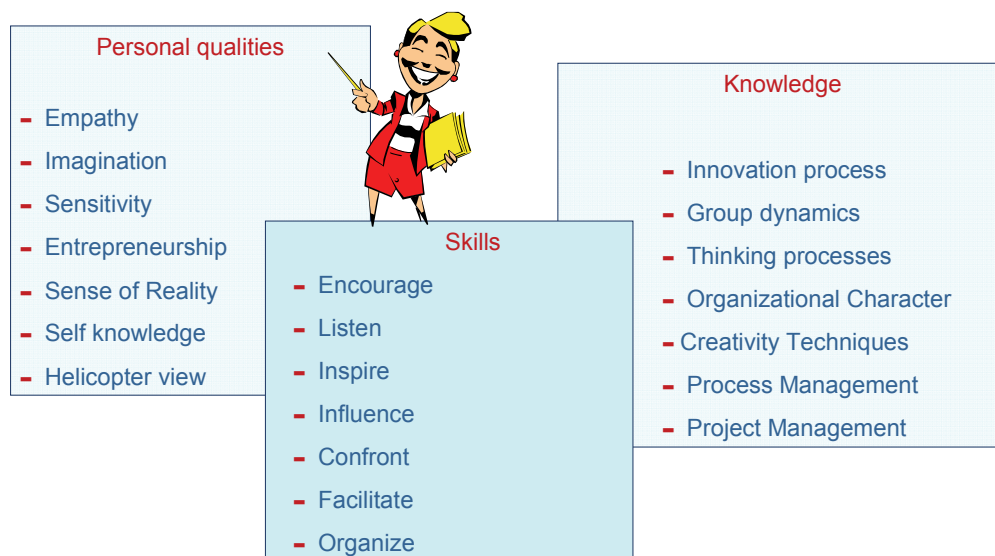 Personal qualities
- Empathy
- Imagination
- Sensitivity
- Entrepreneurship
- Sense of Reality
- Self knowledge
- Helicopter view
Skills
- Encourage
- Listen
- Inspire
- Influence
- Confront
- Facilitate
- Organize
Knowledge
- Innovation process
- Group dynamics
- Thinking processes
- Organizational Character
- Creativity Techniques
- Process Management
- Project Management